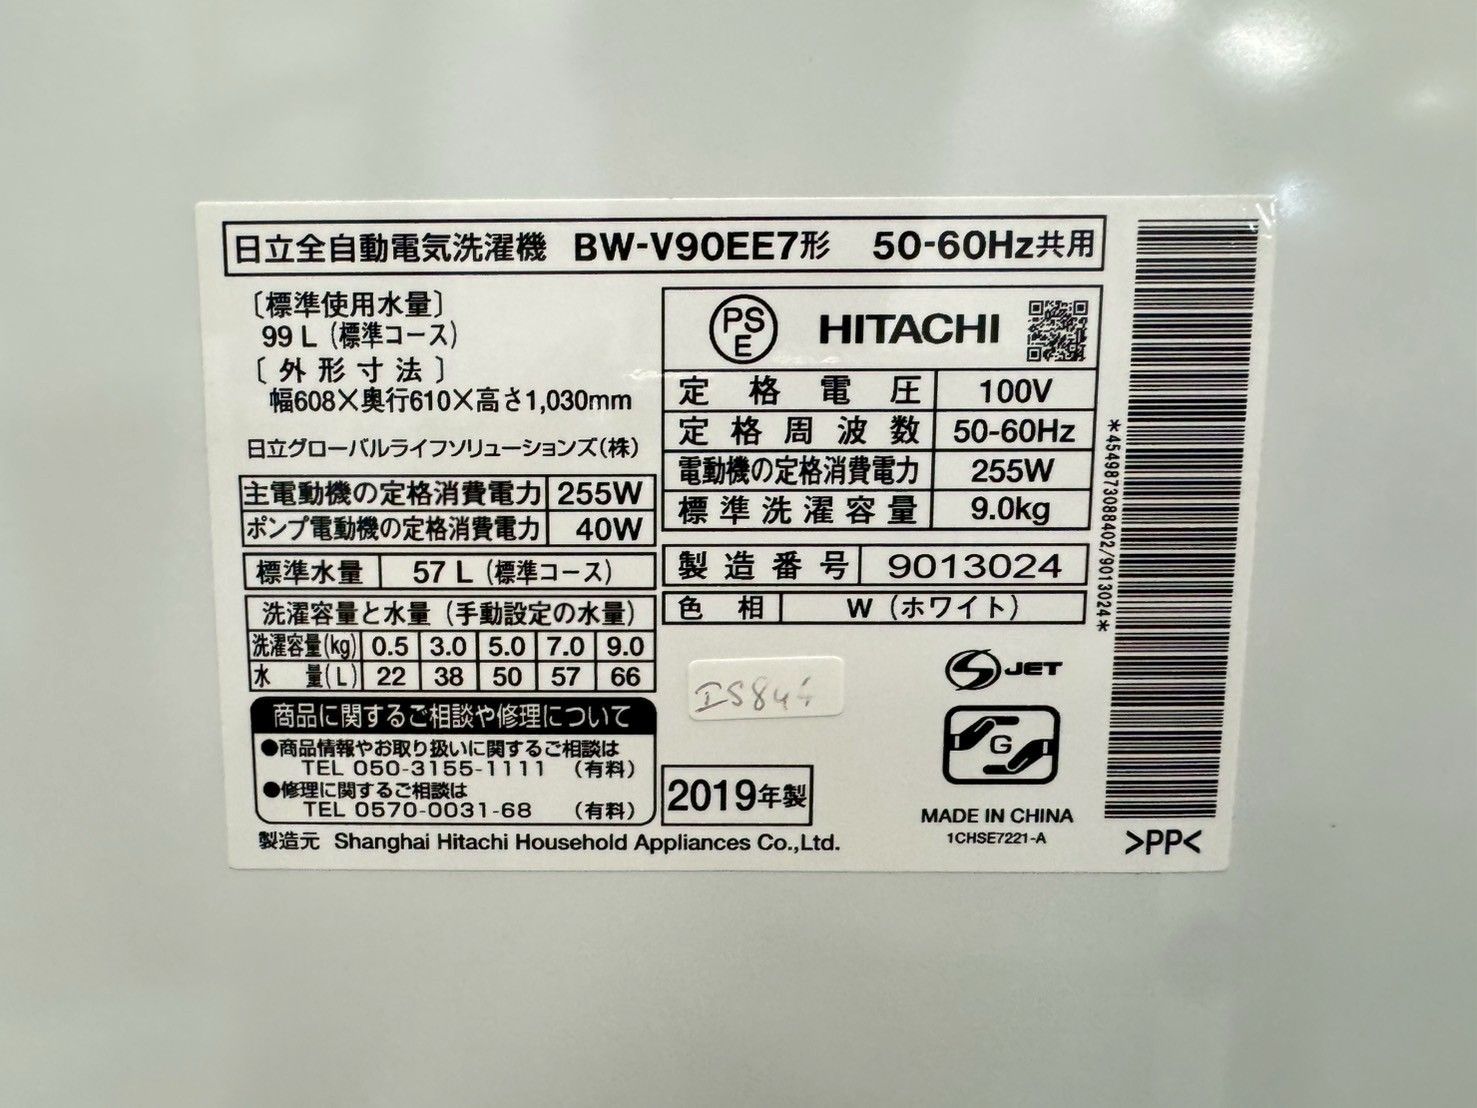 日立全自動電気洗濯機 BW-V90EE7形 50-60Hz共用
〔標準使用水量〕
99 L (標準コース)
〔外形寸法〕
幅608×奥行610×高さ1,030mm
日立グローバルライフソリューションズ(株)
主電動機の定格消費電力 255W
ポンプ電動機の定格消費電力 40W
標準水量 57 L (標準コース)
洗濯容量と水量 (手動設定の水量)
洗濯容量(kg) 0.5 3.0 5.0 7.0 9.0
水量(L) 22 38 50 57 66
商品に関するご相談や修理について
●商品情報やお取り扱いに関するご相談は
TEL 050-3155-1111 (有料)
●修理に関するご相談は
TEL 0570-0031-68 (有料)
製造元 Shanghai Hitachi Household Appliances Co.,Ltd.
PSE HITACHI
定格電圧 100V
定格周波数 50-60Hz
電動機の定格消費電力 255W
標準洗濯容量 9.0kg
製造番号 9013024
色相 W (ホワイト)
2019年製
S JET
G
MADE IN CHINA
1CHSE7221-A
*4549873088402/9013024*
>PP<